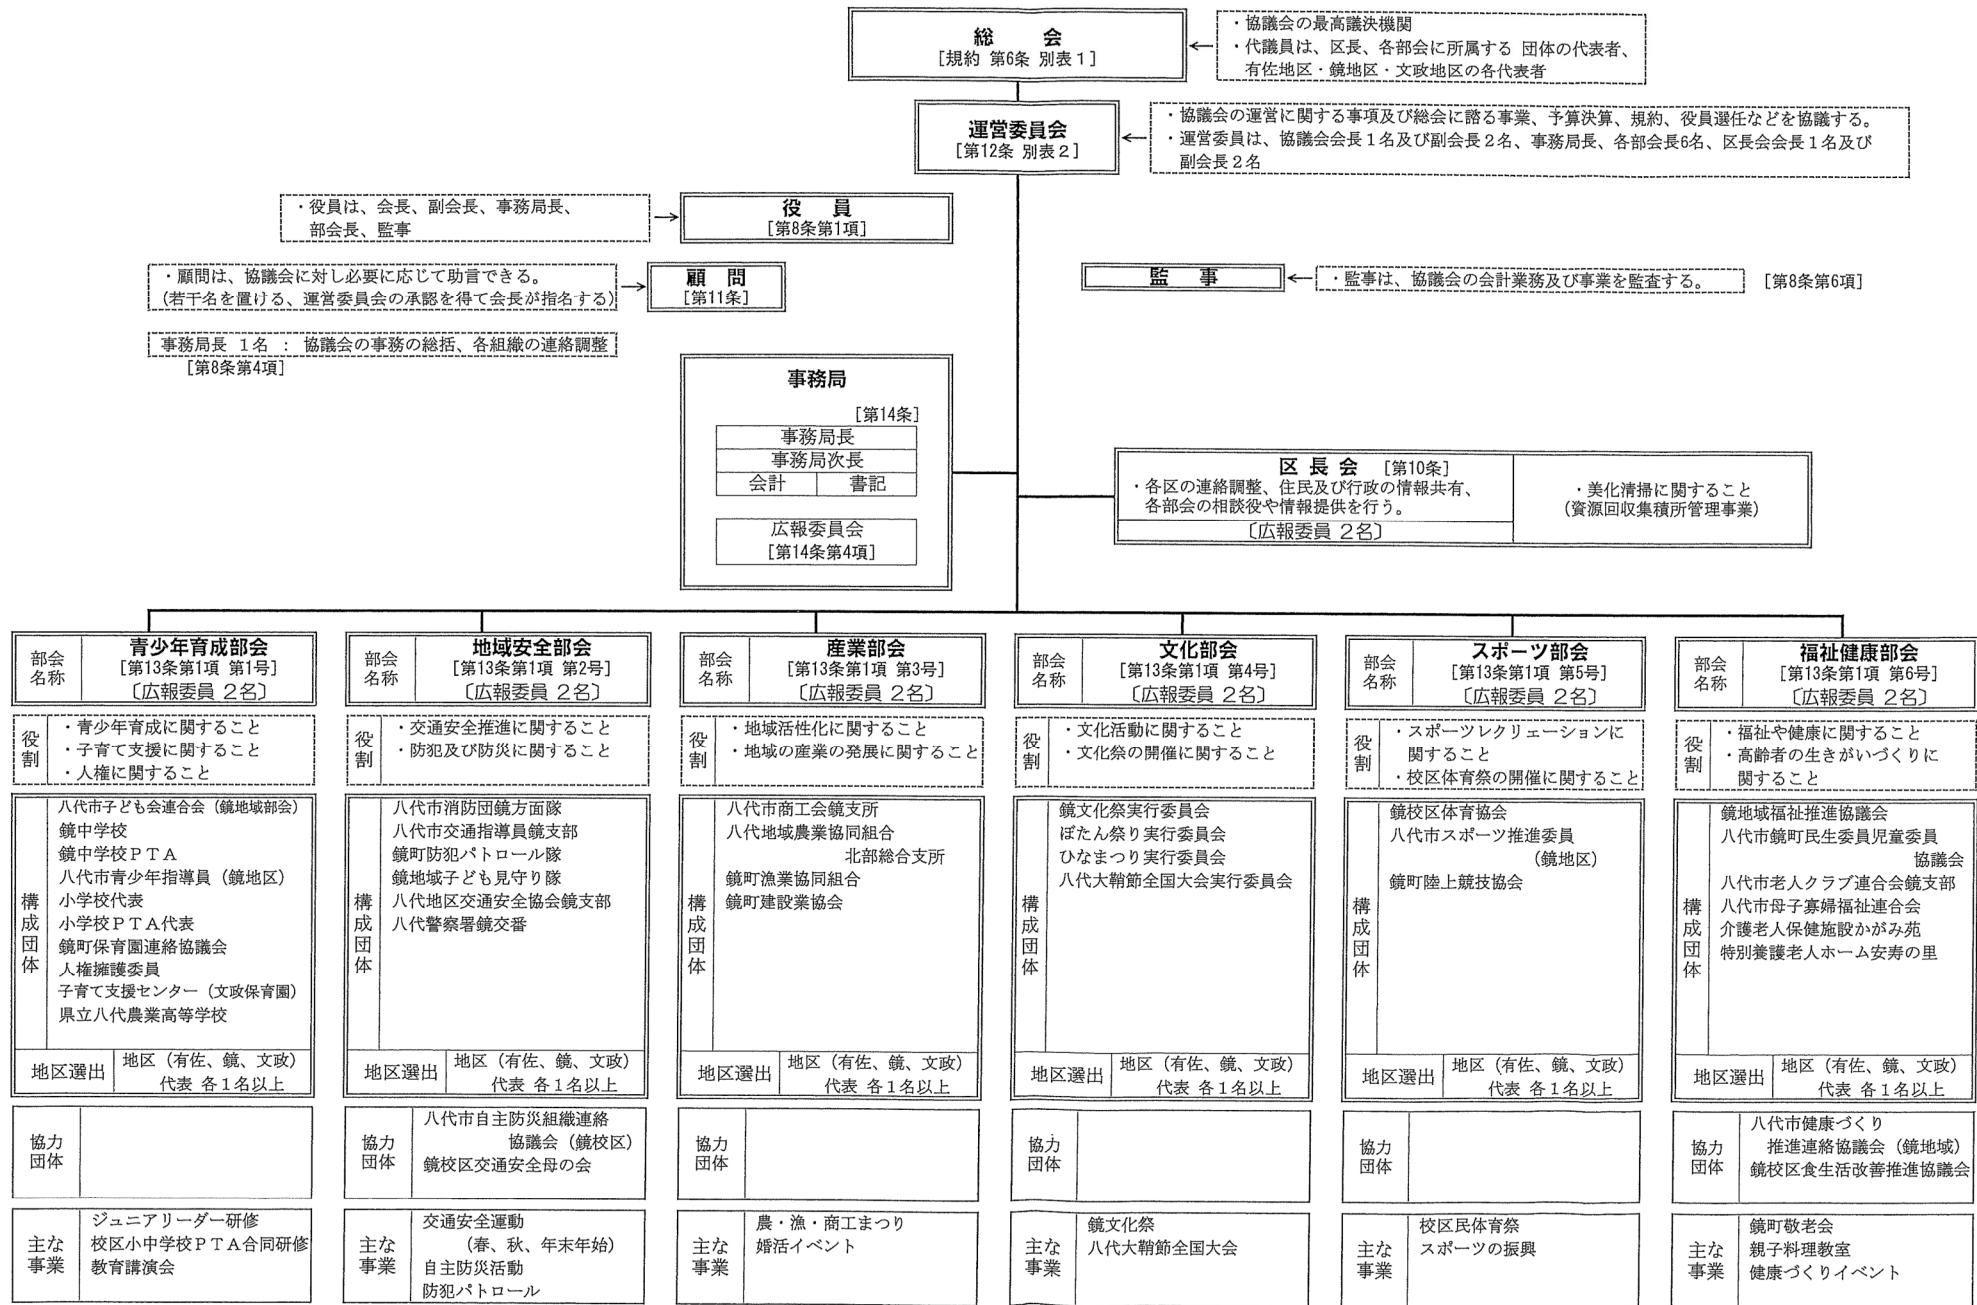 総　会
[規約 第6条 別表1]
・協議会の最高議決機関
・代議員は、区長、各部会に所属する 団体の代表者、
有佐地区・鏡地区・文政地区の各代表者
運営委員会
[第12条 別表2]
・協議会の運営に関する事項及び総会に諮る事業、予算決算、規約、役員選任などを協議する。
・運営委員は、協議会会長1名及び副会長2名、事務局長、各部会長6名、区長会会長1名及び
副会長2名
・役員は、会長、副会長、事務局長、
部会長、監事
役　員
[第8条第1項]
・顧問は、協議会に対し必要に応じて助言できる。
(若干名を置ける、運営委員会の承認を得て会長が指名する)
顧　問
[第11条]
監　事
・監事は、協議会の会計業務及び事業を監査する。
[第8条第6項]
事務局長 1名 ： 協議会の事務の総括、各組織の連絡調整
[第8条第4項]
事務局
[第14条]
事務局長
事務局次長
会計
書記
広報委員会
[第14条第4項]
区 長 会 [第10条]
・各区の連絡調整、住民及び行政の情報共有、
各部会の相談役や情報提供を行う。
〔広報委員 2名〕
・美化清掃に関すること
(資源回収集積所管理事業)
部会
名称
青少年育成部会
[第13条第1項 第1号]
〔広報委員 2名〕
役
割
・青少年育成に関すること
・子育て支援に関すること
・人権に関すること
構
成
団
体
八代市子ども会連合会（鏡地域部会）
鏡中学校
鏡中学校PTA
八代市青少年指導員（鏡地区）
小学校代表
小学校PTA代表
鏡町保育園連絡協議会
人権擁護委員
子育て支援センター（文政保育園）
県立八代農業高等学校
地区選出
地区（有佐、鏡、文政）
代表 各1名以上
協力
団体
主な
事業
ジュニアリーダー研修
校区小中学校PTA合同研修
教育講演会
部会
名称
地域安全部会
[第13条第1項 第2号]
〔広報委員 2名〕
役
割
・交通安全推進に関すること
・防犯及び防災に関すること
構
成
団
体
八代市消防団鏡方面隊
八代市交通指導員鏡支部
鏡町防犯パトロール隊
鏡地域子ども見守り隊
八代地区交通安全協会鏡支部
八代警察署鏡交番
地区選出
地区（有佐、鏡、文政）
代表 各1名以上
協力
団体
八代市自主防災組織連絡
協議会（鏡校区）
鏡校区交通安全母の会
主な
事業
交通安全運動
（春、秋、年末年始）
自主防災活動
防犯パトロール
部会
名称
産業部会
[第13条第1項 第3号]
〔広報委員 2名〕
役
割
・地域活性化に関すること
・地域の産業の発展に関すること
構
成
団
体
八代市商工会鏡支所
八代地域農業協同組合
北部総合支所
鏡町漁業協同組合
鏡町建設業協会
地区選出
地区（有佐、鏡、文政）
代表 各1名以上
協力
団体
主な
事業
農・漁・商工まつり
婚活イベント
部会
名称
文化部会
[第13条第1項 第4号]
〔広報委員 2名〕
役
割
・文化活動に関すること
・文化祭の開催に関すること
構
成
団
体
鏡文化祭実行委員会
ぼたん祭り実行委員会
ひなまつり実行委員会
八代大鞘節全国大会実行委員会
地区選出
地区（有佐、鏡、文政）
代表 各1名以上
協力
団体
主な
事業
鏡文化祭
八代大鞘節全国大会
部会
名称
スポーツ部会
[第13条第1項 第5号]
〔広報委員 2名〕
役
割
・スポーツレクリェーションに
関すること
・校区体育祭の開催に関すること
構
成
団
体
鏡校区体育協会
八代市スポーツ推進委員
（鏡地区）
鏡町陸上競技協会
地区選出
地区（有佐、鏡、文政）
代表 各1名以上
協力
団体
主な
事業
校区民体育祭
スポーツの振興
部会
名称
福祉健康部会
[第13条第1項 第6号]
〔広報委員 2名〕
役
割
・福祉や健康に関すること
・高齢者の生きがいづくりに
関すること
構
成
団
体
鏡地域福祉推進協議会
八代市鏡町民生委員児童委員
協議会
八代市老人クラブ連合会鏡支部
八代市母子寡婦福祉連合会
介護老人保健施設かがみ苑
特別養護老人ホーム安寿の里
地区選出
地区（有佐、鏡、文政）
代表 各1名以上
協力
団体
八代市健康づくり
推進連絡協議会（鏡地域）
鏡校区食生活改善推進協議会
主な
事業
鏡町敬老会
親子料理教室
健康づくりイベント